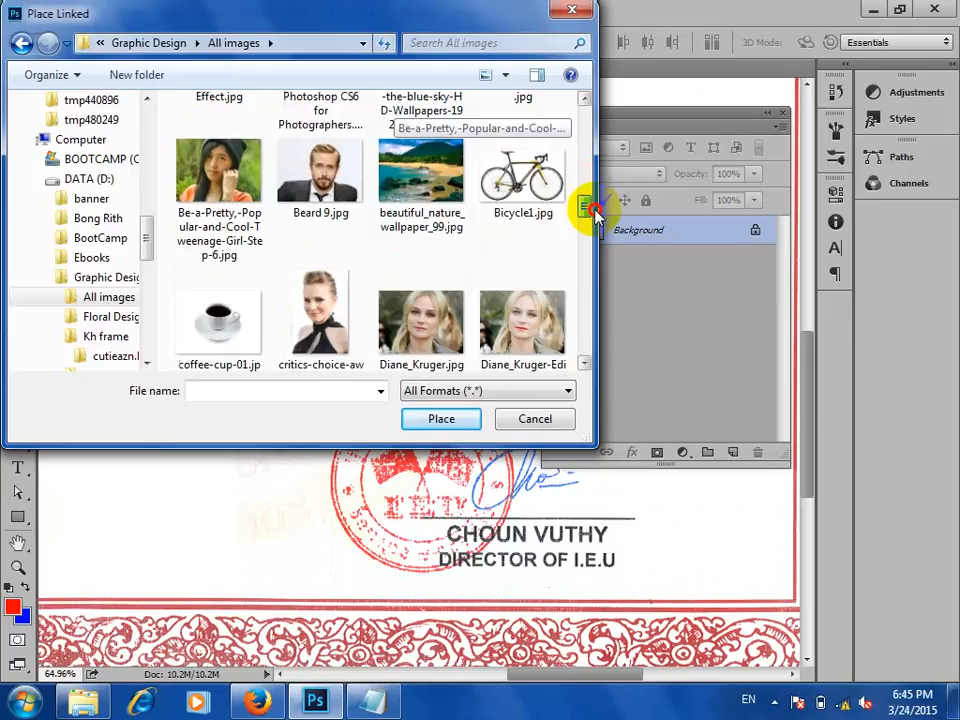 Place Linked
« Graphic Design ▸ All images ▸
Search All images
3D Mode:
Essentials
Organize
New folder
tmp440896
tmp480249
Computer
BOOTCAMP (C
DATA (D:)
banner
Bong Rith
BootCamp
Ebooks
Graphic Desig
All images
Floral Design
Kh frame
cutieazn.b
Effect.jpg
Photoshop CS6
for
Photographers....
-the-blue-sky-H
D-Wallpapers-19
.jpg
Be-a-Pretty,-Popular-and-Cool-...
Be-a-Pretty,-Pop
ular-and-Cool-T
weenage-Girl-Ste
p-6.jpg
Beard 9.jpg
beautiful_nature_
wallpaper_99.jpg
Bicycle1.jpg
coffee-cup-01.jp
critics-choice-aw
Diane_Kruger.jpg
Diane_Kruger-Edi
File name:
All Formats (*.*)
Place
Cancel
Opacity: 100%
Fill: 100%
Background
Adjustments
Styles
Paths
Channels
I.E.U
CHOUN VUTHY
DIRECTOR OF I.E.U
64.96%
Doc: 10.2M/10.2M
EN
6:45 PM
3/24/2015